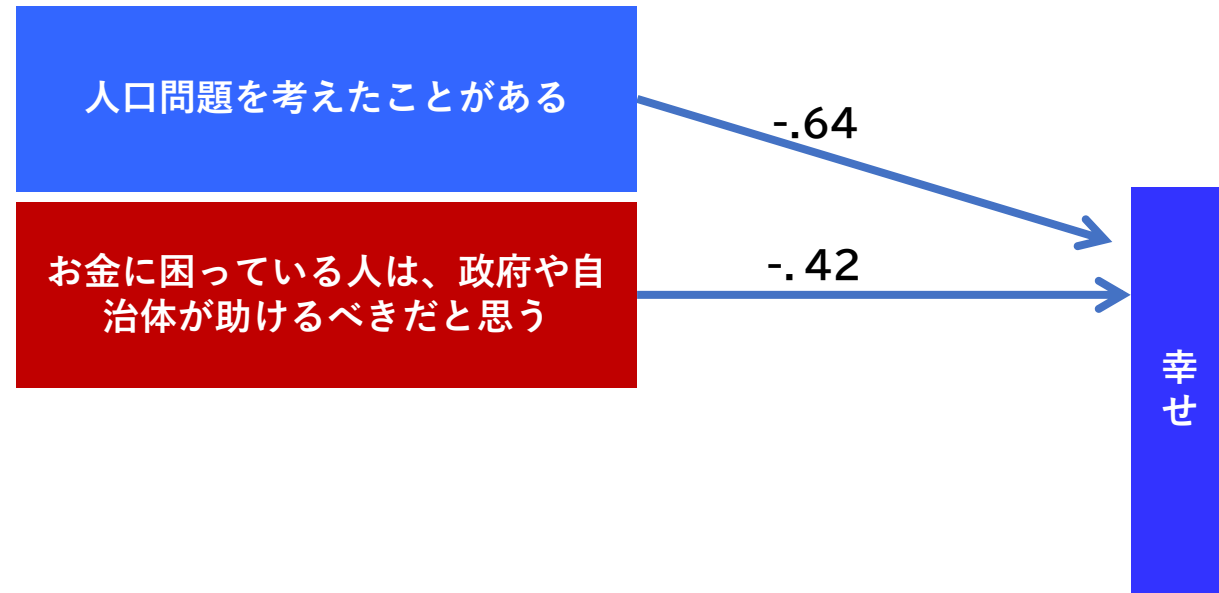 人口問題を考えたことがある
-.64
お金に困っている人は、政府や自
治体が助けるべきだと思う
-. 42
幸せ